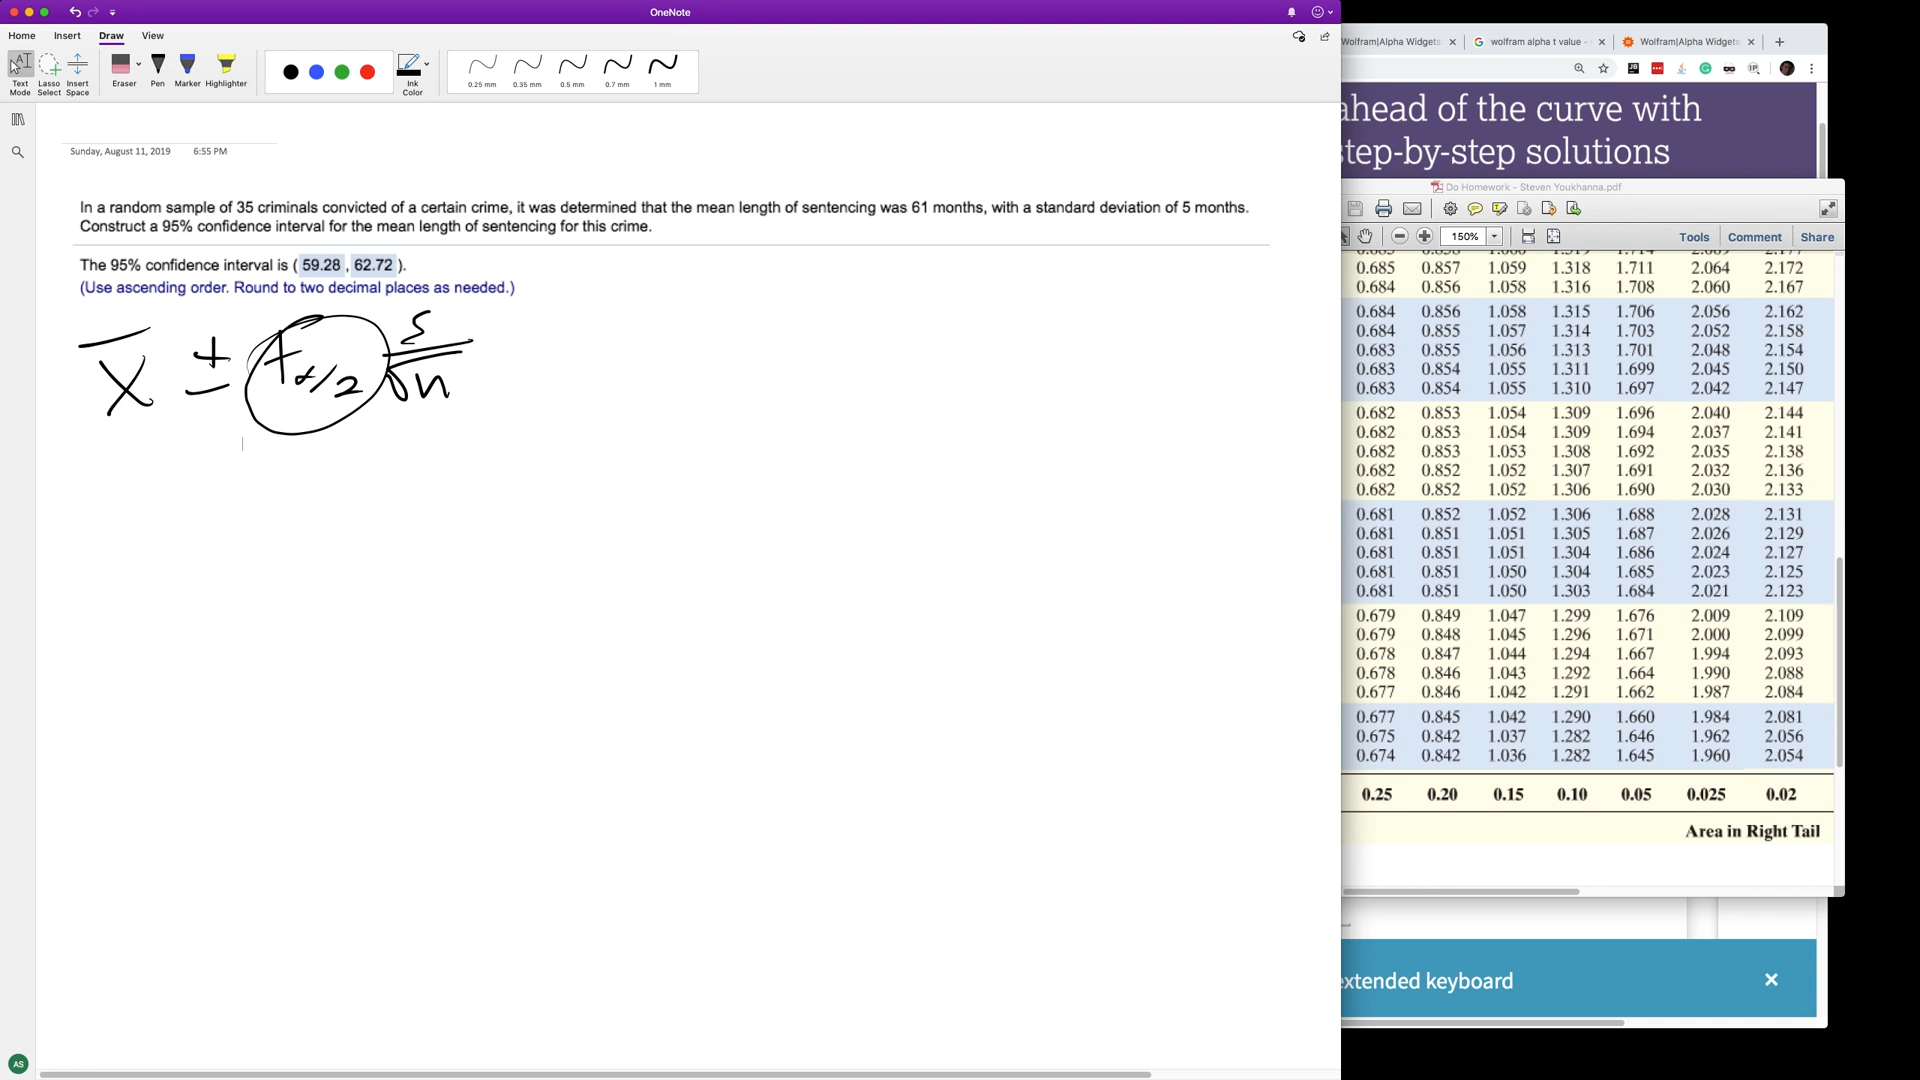 OneNote
Home Insert Draw View
Text Mode
Lasso Select
Insert Space
Eraser
Pen
Marker
Highlighter
Ink Color
0.25 mm 0.35 mm 0.5 mm 0.7 mm 1 mm
Sunday, August 11, 2019 6:55 PM
In a random sample of 35 criminals convicted of a certain crime, it was determined that the mean length of sentencing was 61 months, with a standard deviation of 5 months.
Construct a 95% confidence interval for the mean length of sentencing for this crime.
The 95% confidence interval is ( 59.28 , 62.72 ).
(Use ascending order. Round to two decimal places as needed.)
X̄ ± t α/2 s/√n
AS
Wolfram|Alpha Widgets
wolfram alpha t value -
Wolfram|Alpha Widgets
JB
IP
ahead of the curve with
step-by-step solutions
Do Homework - Steven Youkhanna.pdf
150%
Tools Comment Share
0.685 0.857 1.059 1.318 1.711 2.064 2.172
0.684 0.856 1.058 1.316 1.708 2.060 2.167
0.684 0.856 1.058 1.315 1.706 2.056 2.162
0.684 0.855 1.057 1.314 1.703 2.052 2.158
0.683 0.855 1.056 1.313 1.701 2.048 2.154
0.683 0.854 1.055 1.311 1.699 2.045 2.150
0.683 0.854 1.055 1.310 1.697 2.042 2.147
0.682 0.853 1.054 1.309 1.696 2.040 2.144
0.682 0.853 1.054 1.309 1.694 2.037 2.141
0.682 0.853 1.053 1.308 1.692 2.035 2.138
0.682 0.852 1.052 1.307 1.691 2.032 2.136
0.682 0.852 1.052 1.306 1.690 2.030 2.133
0.681 0.852 1.052 1.306 1.688 2.028 2.131
0.681 0.851 1.051 1.305 1.687 2.026 2.129
0.681 0.851 1.051 1.304 1.686 2.024 2.127
0.681 0.851 1.050 1.304 1.685 2.023 2.125
0.681 0.851 1.050 1.303 1.684 2.021 2.123
0.679 0.849 1.047 1.299 1.676 2.009 2.109
0.679 0.848 1.045 1.296 1.671 2.000 2.099
0.678 0.847 1.044 1.294 1.667 1.994 2.093
0.678 0.846 1.043 1.292 1.664 1.990 2.088
0.677 0.846 1.042 1.291 1.662 1.987 2.084
0.677 0.845 1.042 1.290 1.660 1.984 2.081
0.675 0.842 1.037 1.282 1.646 1.962 2.056
0.674 0.842 1.036 1.282 1.645 1.960 2.054
0.25 0.20 0.15 0.10 0.05 0.025 0.02
Area in Right Tail
extended keyboard